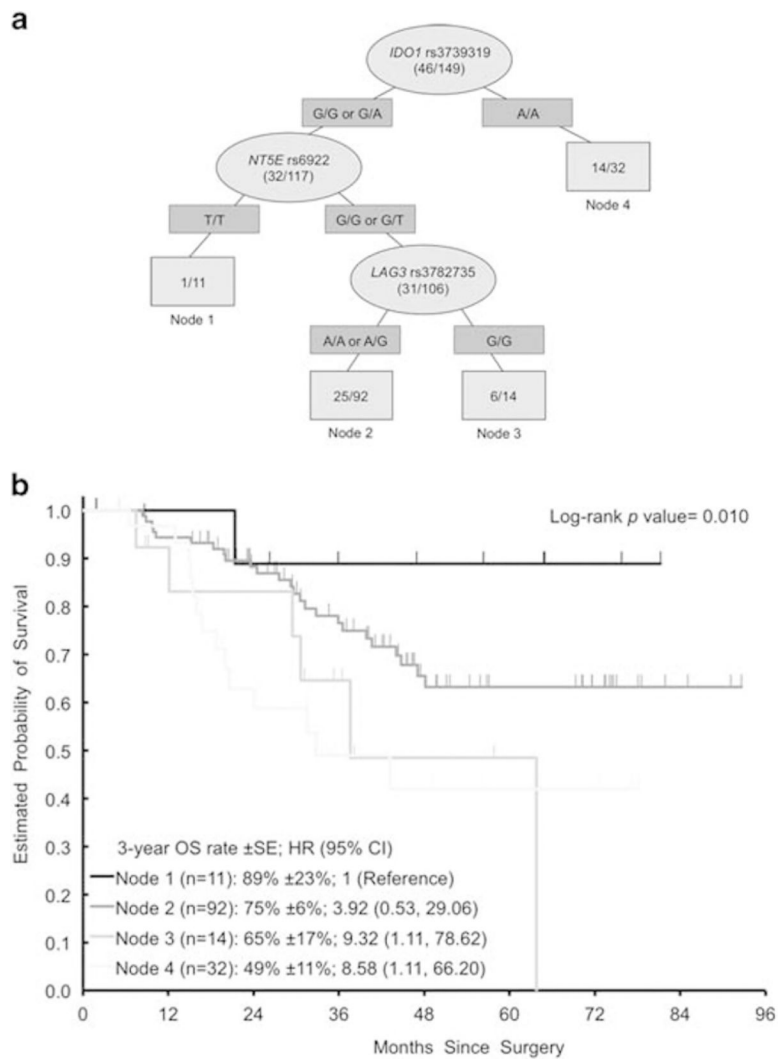 a
IDO1 rs3739319
(46/149)
G/G or G/A
A/A
NT5E rs6922
(32/117)
14/32
Node 4
T/T
G/G or G/T
1/11
Node 1
LAG3 rs3782735
(31/106)
A/A or A/G
G/G
25/92
6/14
Node 2
Node 3
b
Log-rank p value= 0.010
Estimated Probability of Survival
1.0
0.9
0.8
0.7
0.6
0.5
0.4
0.3
0.2
0.1
0.0
3-year OS rate ±SE; HR (95% CI)
Node 1 (n=11): 89% ±23%; 1 (Reference)
Node 2 (n=92): 75% ±6%; 3.92 (0.53, 29.06)
Node 3 (n=14): 65% ±17%; 9.32 (1.11, 78.62)
Node 4 (n=32): 49% ±11%; 8.58 (1.11, 66.20)
0 12 24 36 48 60 72 84 96
Months Since Surgery